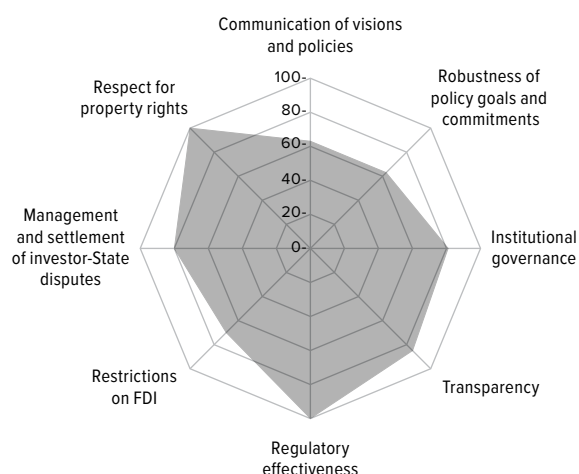 Communication of visions
and policies
Respect for
property rights
Robustness of
policy goals and
commitments
100-
80-
60-
40-
20-
0-
Management
and settlement
of investor-State
disputes
Institutional
governance
Restrictions
on FDI
Transparency
Regulatory
effectiveness